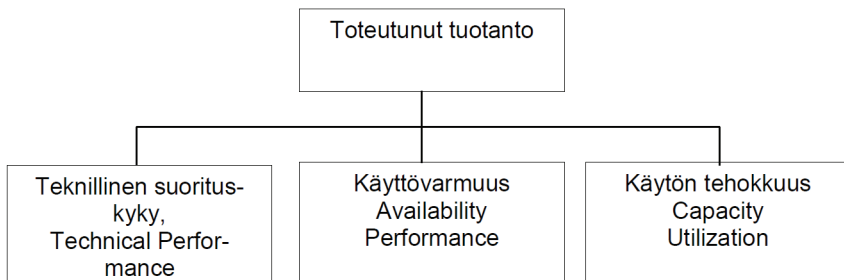 Toteutunut tuotanto
Teknillinen suoritus-
kyky,
Technical Perfor-
mance
Käyttövarmuus
Availability
Performance
Käytön tehokkuus
Capacity
Utilization